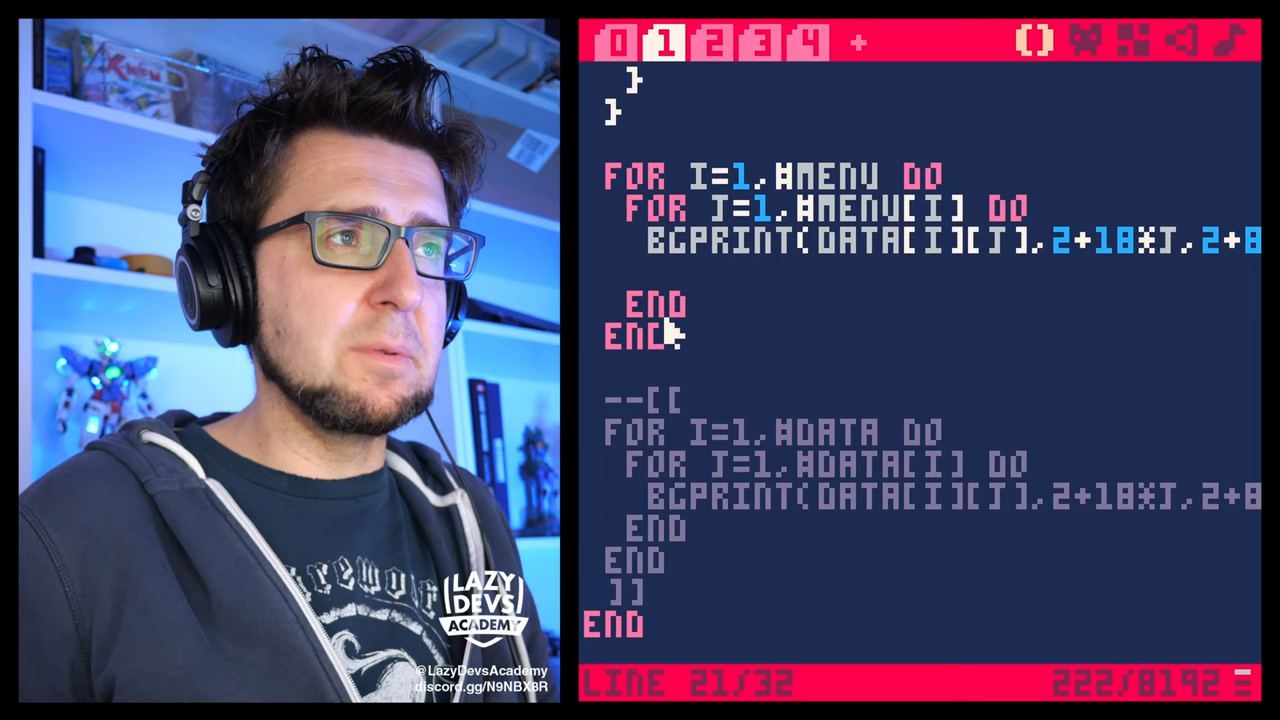 X-MEN
firewolf
LAZY
DEVS
ACADEMY
@LazyDevsAcademy
discord.gg/N9NBX8R
0 1 2 3 4 +
}
}
FOR I=1,#MENU DO
FOR J=1,#MENU[I] DO
BGPRINT(DATA[I][J],2+18*J,2+8
END
END
--[[
FOR I=1,#DATA DO
FOR J=1,#DATA[I] DO
BGPRINT(DATA[I][J],2+18*J,2+8
END
END
]]
END
LINE 21/32
222/8192